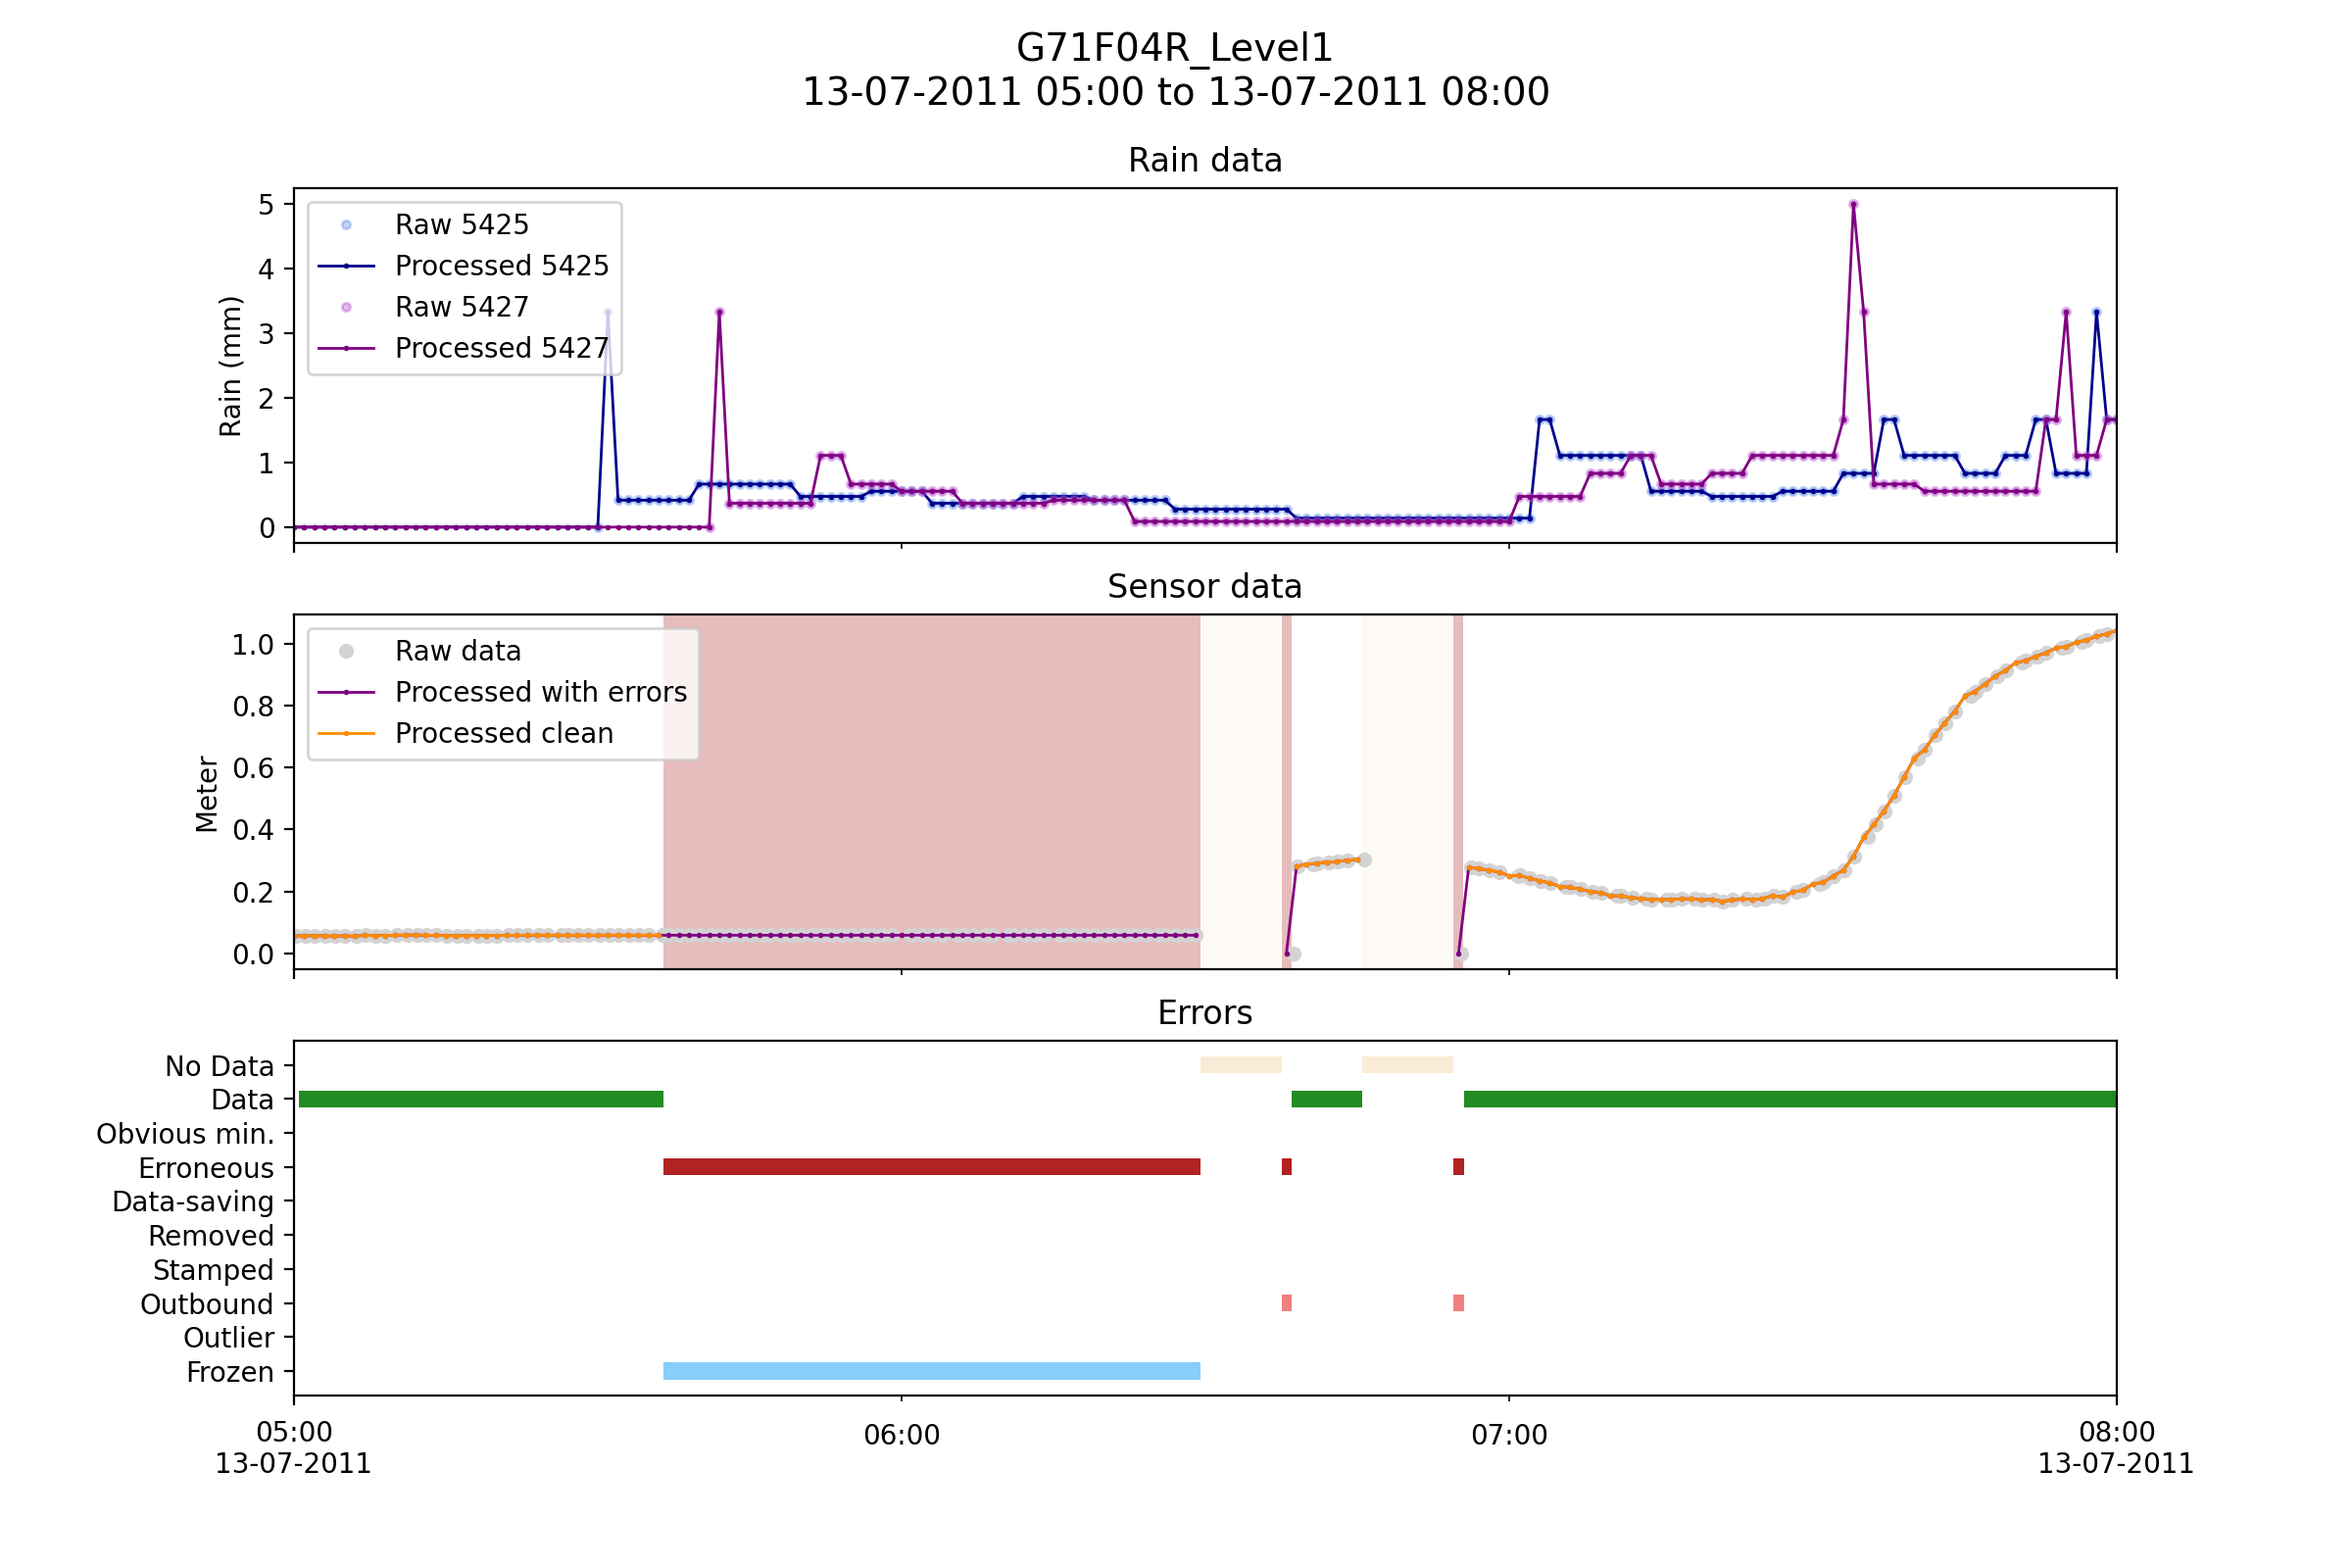 G71F04R_Level1
13-07-2011 05:00 to 13-07-2011 08:00
Rain data
5
4
3
2
1
0
Rain (mm)
Raw 5425
Processed 5425
Raw 5427
Processed 5427
Sensor data
1.0
0.8
0.6
0.4
0.2
0.0
Meter
Raw data
Processed with errors
Processed clean
Errors
No Data
Data
Obvious min.
Erroneous
Data-saving
Removed
Stamped
Outbound
Outlier
Frozen
05:00
13-07-2011
06:00
07:00
08:00
13-07-2011